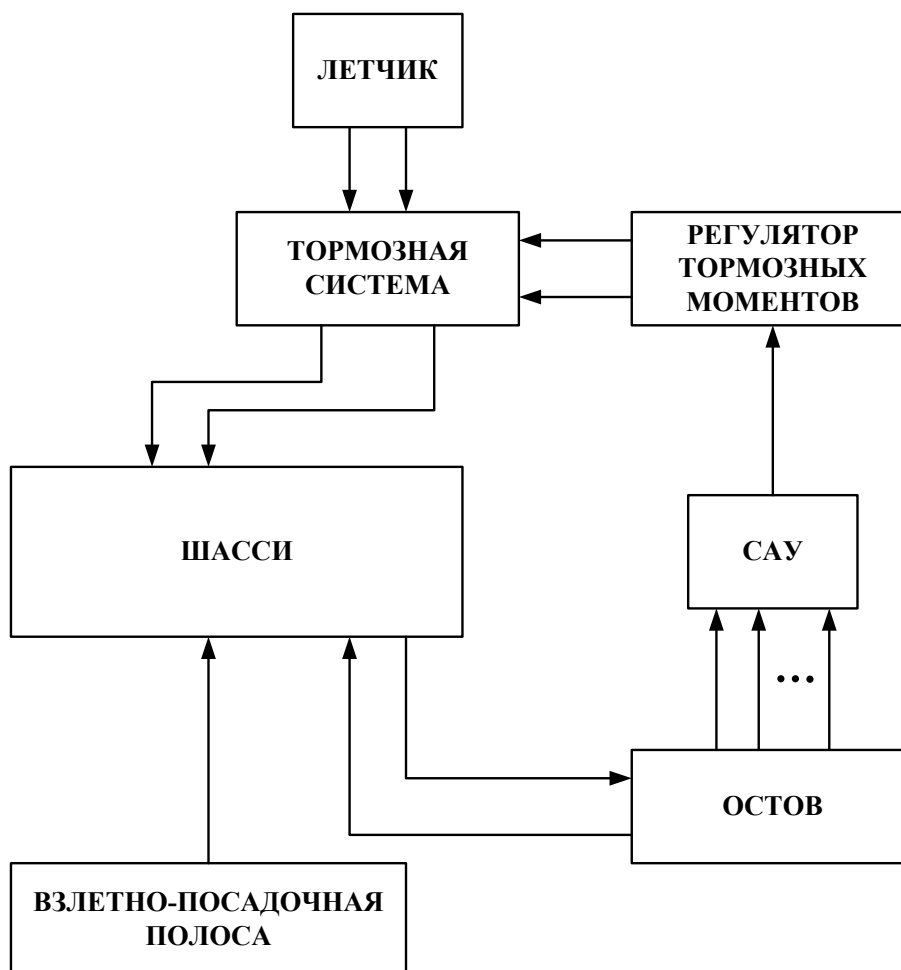 ЛЕТЧИК
ТОРМОЗНАЯ
СИСТЕМА
РЕГУЛЯТОР
ТОРМОЗНЫХ
МОМЕНТОВ
ШАССИ
САУ
...
ОСТОВ
ВЗЛЕТНО-ПОСАДОЧНАЯ
ПОЛОСА